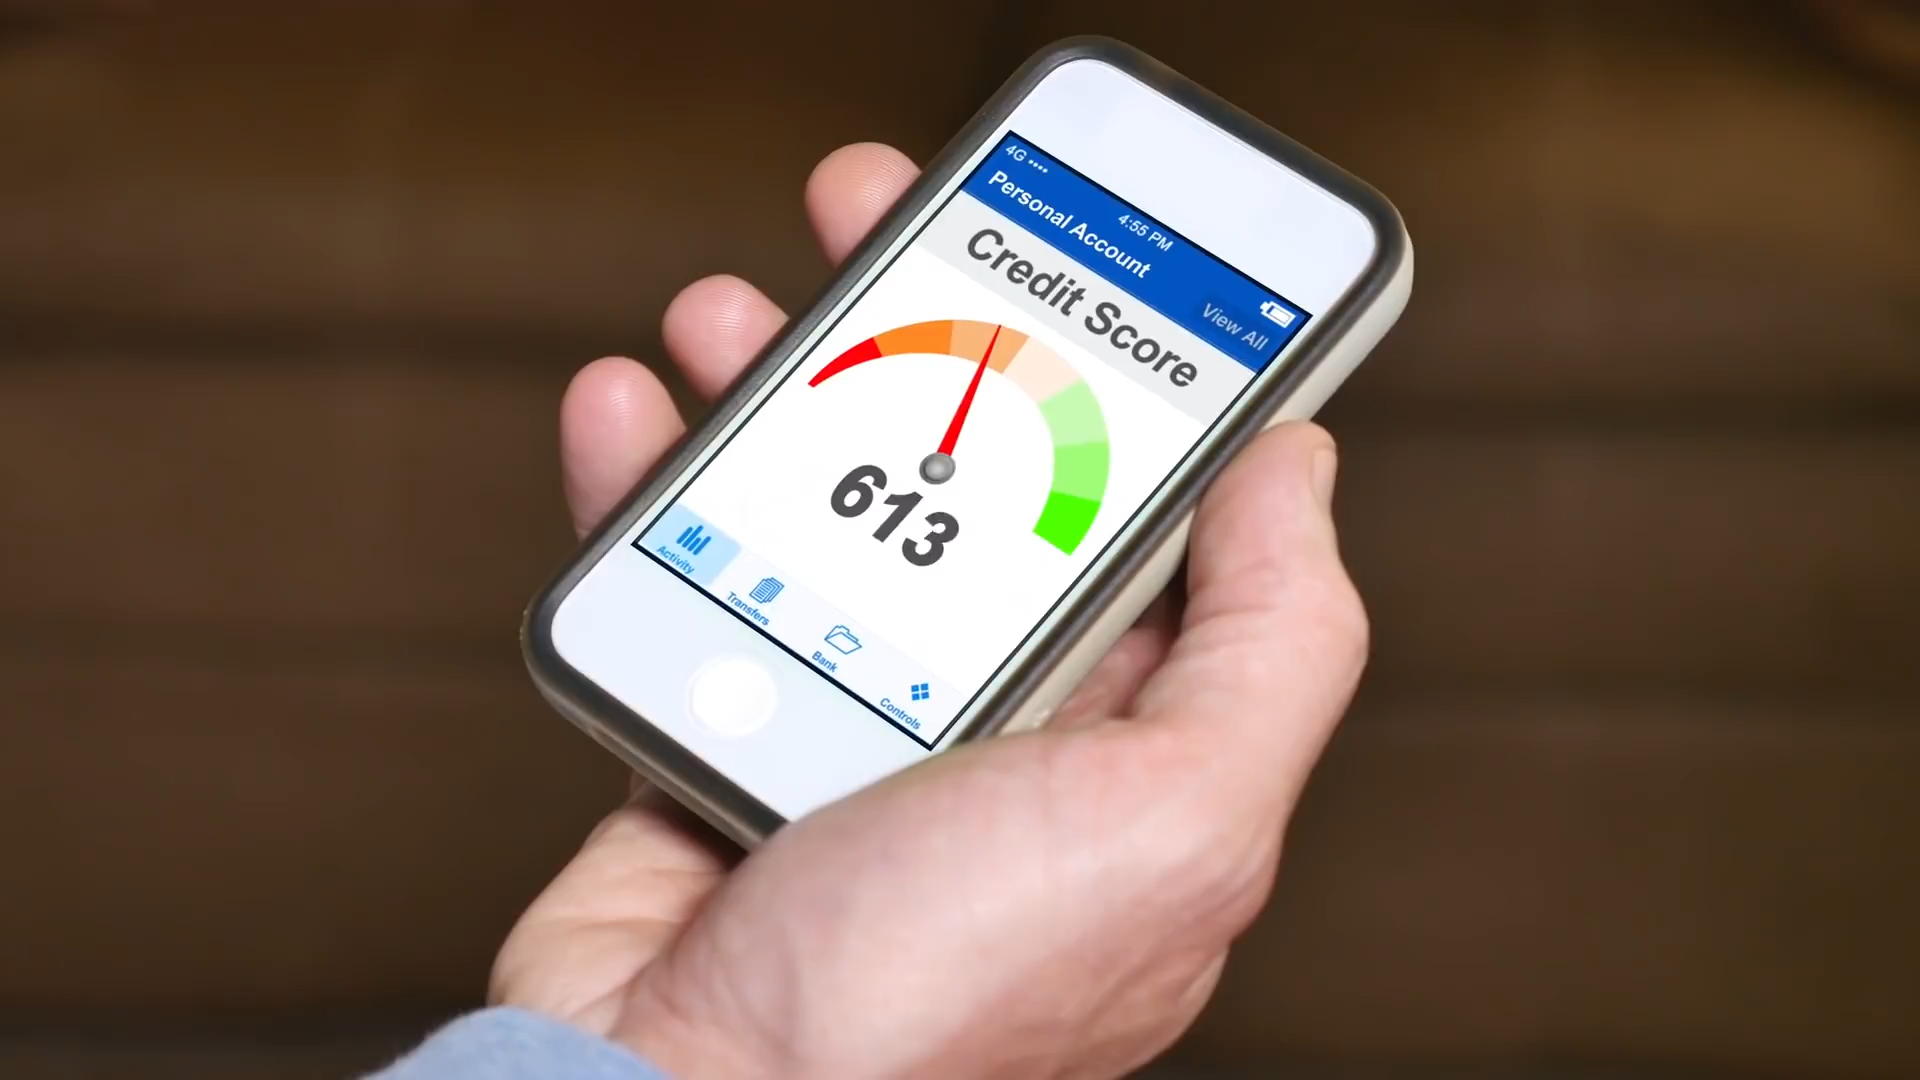 4G
4:55 PM
Personal Account
View All
Credit Score
613
Activity
Transfers
Bank
Controls